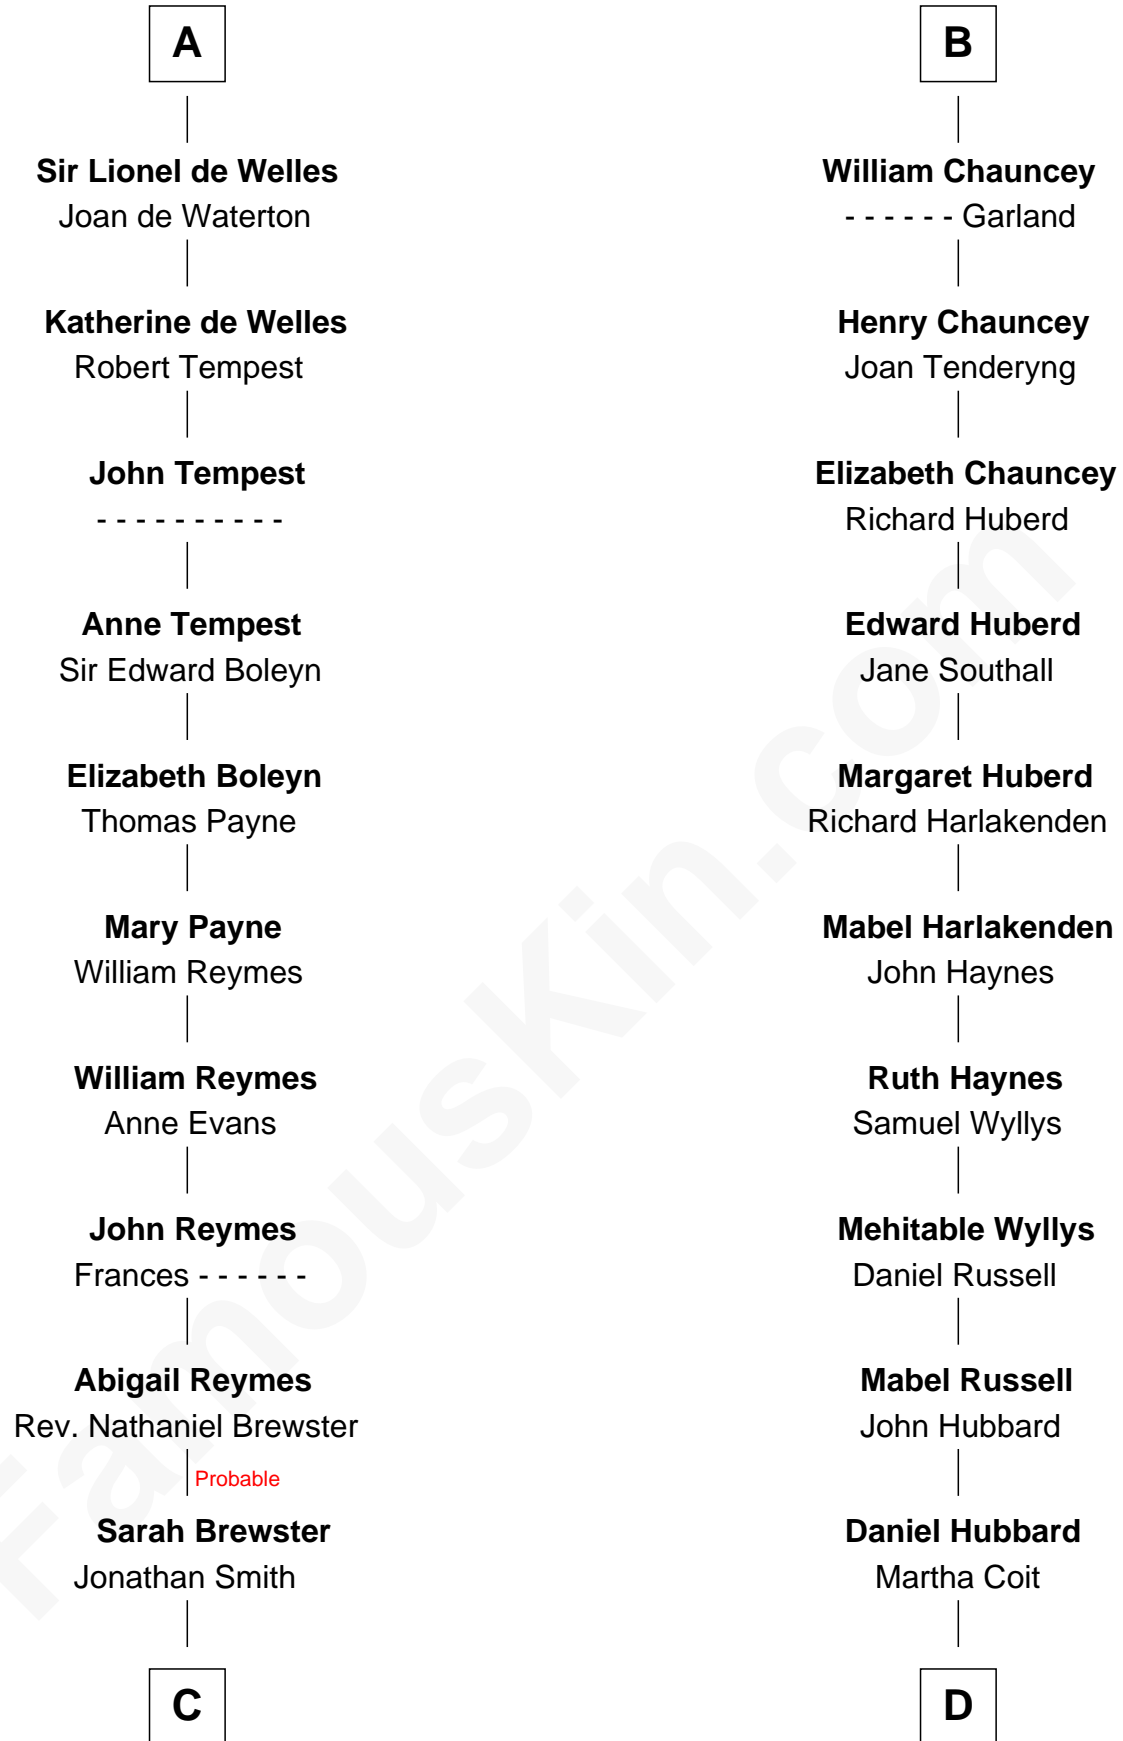 A
Sir Lionel de Welles
Joan de Waterton
Katherine de Welles
Robert Tempest
John Tempest
- - - - - - - - - -
Anne Tempest
Sir Edward Boleyn
Elizabeth Boleyn
Thomas Payne
Mary Payne
William Reymes
William Reymes
Anne Evans
John Reymes
Frances - - - - - -
Abigail Reymes
Rev. Nathaniel Brewster
Probable
Sarah Brewster
Jonathan Smith
C
B
William Chauncey
- - - - - - Garland
Henry Chauncey
Joan Tenderyng
Elizabeth Chauncey
Richard Huberd
Edward Huberd
Jane Southall
Margaret Huberd
Richard Harlakenden
Mabel Harlakenden
John Haynes
Ruth Haynes
Samuel Wyllys
Mehitable Wyllys
Daniel Russell
Mabel Russell
John Hubbard
Daniel Hubbard
Martha Coit
D
FamousKin.com